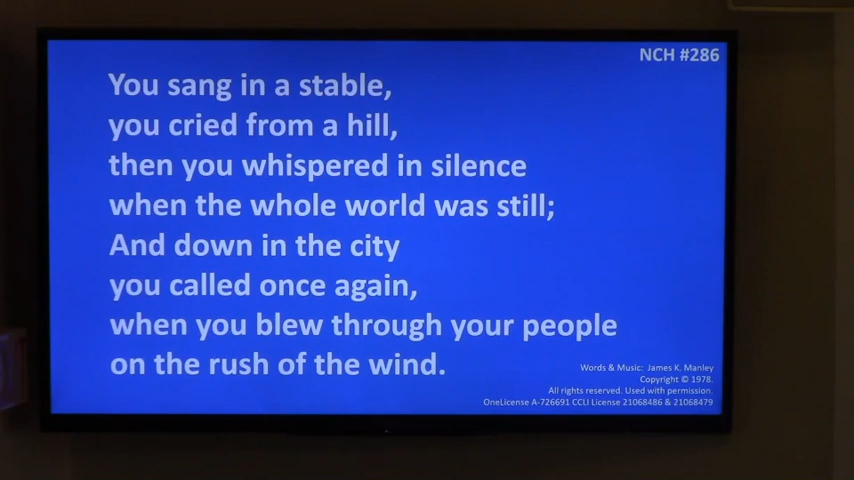 NCH #286
You sang in a stable,
you cried from a hill,
then you whispered in silence
when the whole world was still;
And down in the city
you called once again,
when you blew through your people
on the rush of the wind.
Words & Music:  James K. Manley
Copyright © 1978.
All rights reserved. Used with permission.
OneLicense A-726691 CCLI License 21068486 & 21068479